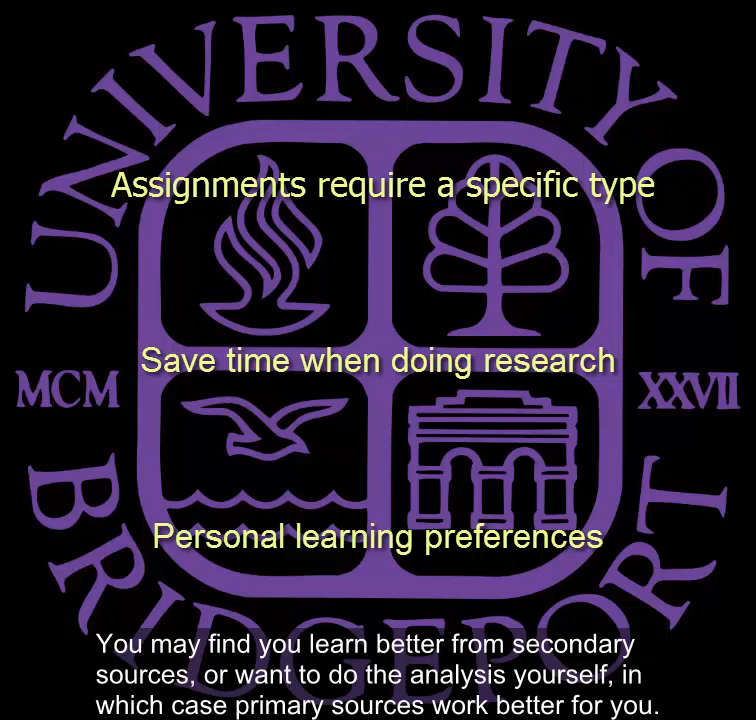 UNIVERSITY OF
Assignments require a specific type
Save time when doing research
MCM
XXVII
Personal learning preferences
BRIDGEPORT
You may find you learn better from secondary
sources, or want to do the analysis yourself, in
which case primary sources work better for you.